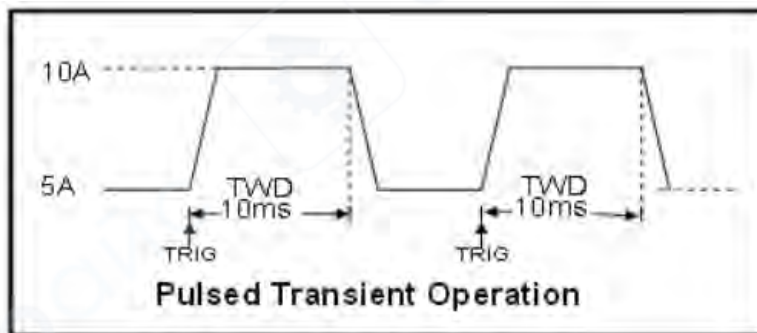 10A
5A
TWD
10ms
TRIG
TWD
10ms
TRIG
Pulsed Transient Operation